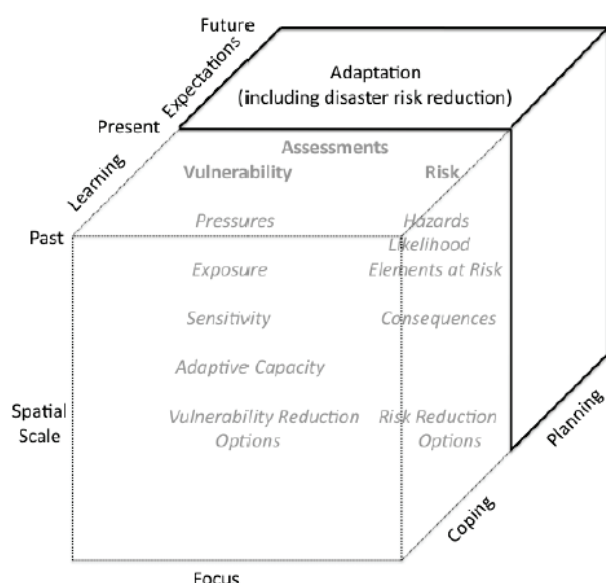 Future
Expectations
Adaptation
(including disaster risk reduction)
Present
Learning
Assessments
Vulnerability Risk
Past
Pressures Hazards
Likelihood
Exposure Elements at Risk
Sensitivity Consequences
Adaptive Capacity
Spatial
Scale
Vulnerability Reduction Risk Reduction
Options Options
Planning
Coping
Focus